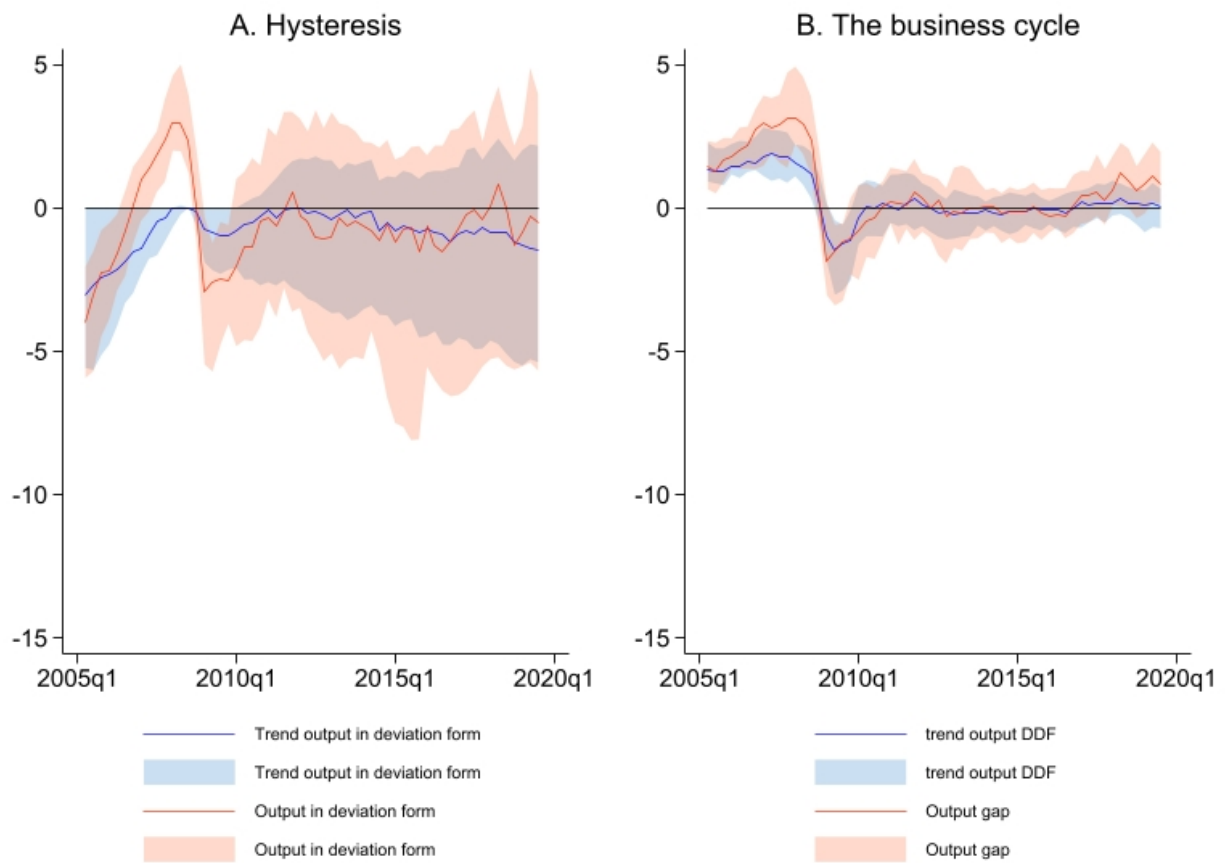 A. Hysteresis
5
0
-5
-10
-15
2005q1 2010q1 2015q1 2020q1
Trend output in deviation form
Trend output in deviation form
Output in deviation form
Output in deviation form
B. The business cycle
5
0
-5
-10
-15
2005q1 2010q1 2015q1 2020q1
trend output DDF
trend output DDF
Output gap
Output gap